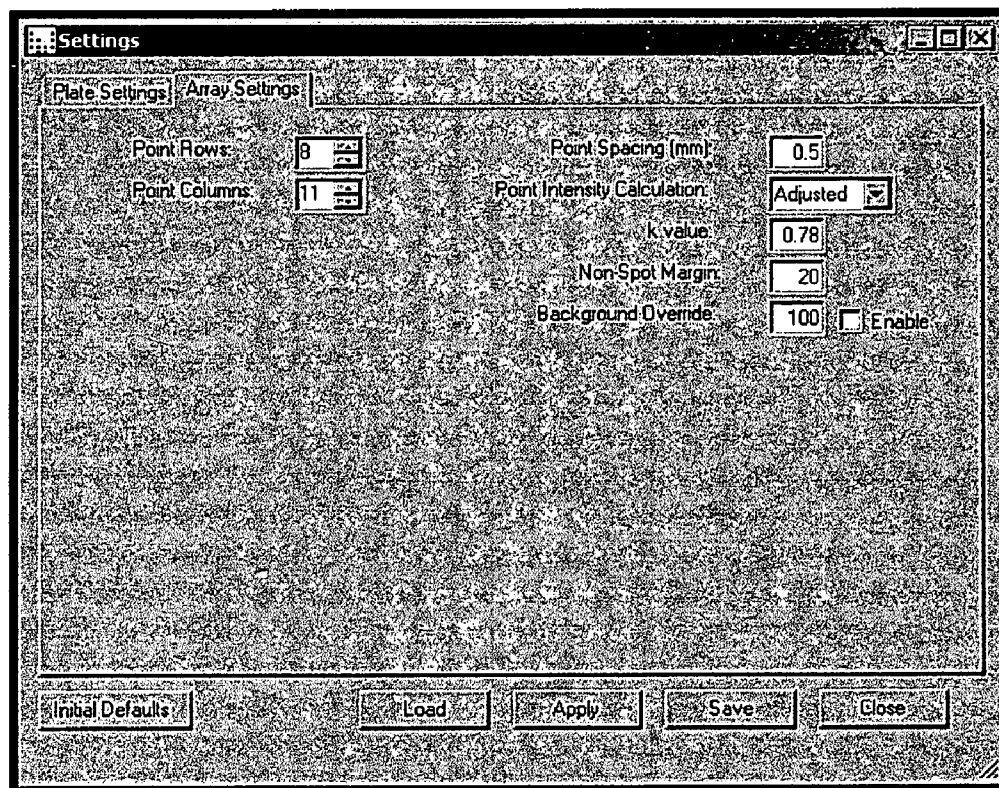 Settings
Plate Settings Array Settings
Point Rows: 8 Point Spacing (mm): 0.5
Point Columns: 11 Point Intensity Calculation: Adjusted
k value: 0.78
Non-Spot Margin: 20
Background Override: 100 Enable
Initial Defaults Load Apply Save Close